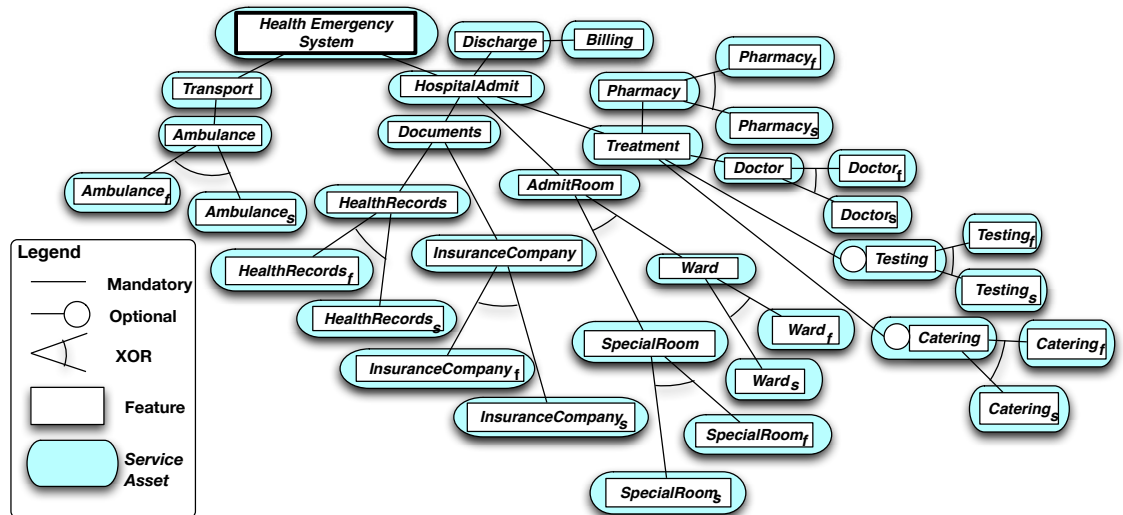 Health Emergency
System
Discharge
Billing
Pharmacyf
Transport
HospitalAdmit
Pharmacy
Pharmacys
Ambulance
Documents
Treatment
Doctor
Doctorf
Ambulancef
Ambulances
HealthRecords
AdmitRoom
Doctors
Testing
Testingf
Testings
HealthRecordsf
HealthRecords
InsuranceCompany
Ward
Wardf
Wards
Catering
Cateringf
Caterings
InsuranceCompanyf
InsuranceCompanys
SpecialRoom
SpecialRoomf
SpecialRooms
Legend
Mandatory
Optional
XOR
Feature
Service
Asset